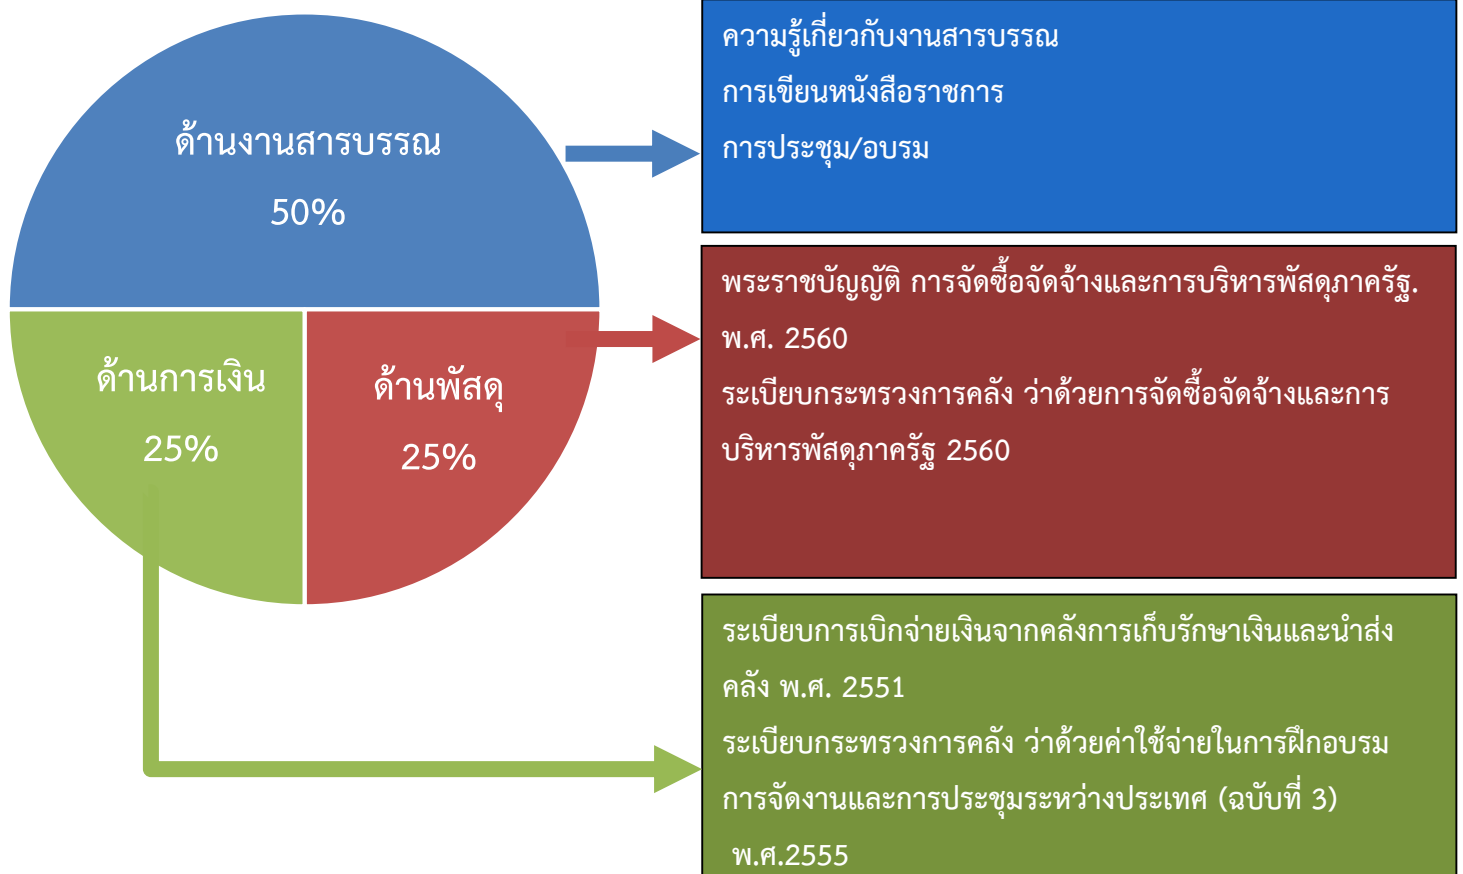 ด้านงานสารบรรณ
50%
ด้านการเงิน
25%
ด้านพัสดุ
25%
ความรู้เกี่ยวกับงานสารบรรณ
การเขียนหนังสือราชการ
การประชุม/อบรม
พระราชบัญญัติ การจัดซื้อจัดจ้างและการบริหารพัสดุภาครัฐ.
พ.ศ. 2560
ระเบียบกระทรวงการคลัง ว่าด้วยการจัดซื้อจัดจ้างและการ
บริหารพัสดุภาครัฐ 2560
ระเบียบการเบิกจ่ายเงินจากคลังการเก็บรักษาเงินและนำส่ง
คลัง พ.ศ. 2551
ระเบียบกระทรวงการคลัง ว่าด้วยค่าใช้จ่ายในการฝึกอบรม
การจัดงานและการประชุมระหว่างประเทศ (ฉบับที่ 3)
พ.ศ.2555